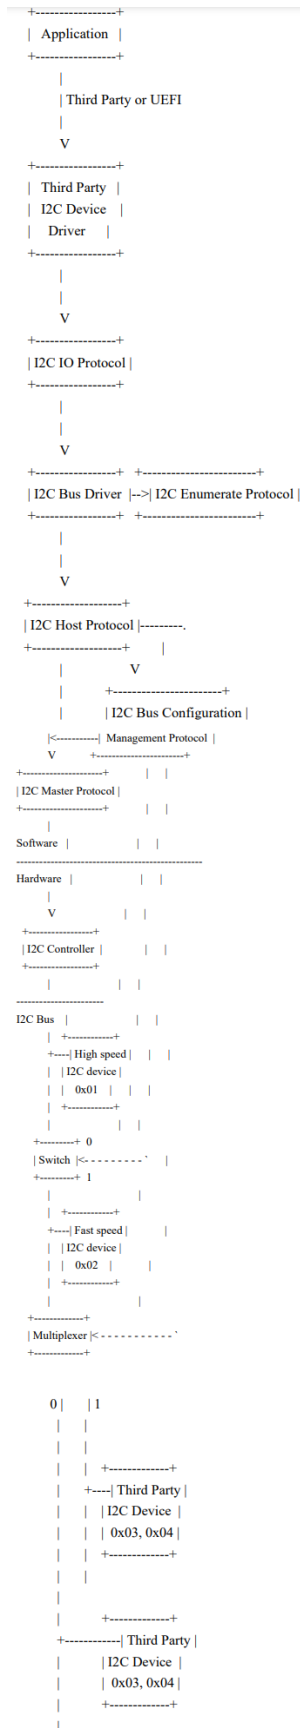 +-----------------+
| Application |
+-----------------+
|
| Third Party or UEFI
|
V
+-----------------+
| Third Party |
| I2C Device |
| Driver |
+-----------------+
|
|
V
+-----------------+
| I2C IO Protocol |
+-----------------+
|
|
V
+-----------------+ +------------------------+
| I2C Bus Driver |-->| I2C Enumerate Protocol |
+-----------------+ +------------------------+
|
|
V
+-------------------+
| I2C Host Protocol |---------.
+-------------------+ |
| V
| +-----------------------+
| | I2C Bus Configuration |
|<----------| Management Protocol |
V +-----------------------+
+---------------------+ | |
| I2C Master Protocol |
+---------------------+ | |
|
Software | | |
--------------------------------------------------
Hardware | | |
|
V | |
+----------------+
| I2C Controller | | |
+----------------+
| | |
-----------------------
I2C Bus | | |
| +------------+
+----| High speed | | |
| | I2C device |
| | 0x01 | | |
| +------------+
| | |
+---------+ 0
| Switch |<- - - - - - - - - ` |
+---------+ 1
| |
| +------------+
+----| Fast speed | |
| | I2C device |
| | 0x02 | |
| +------------+
| |
+-------------+
| Multiplexer |<- - - - - - - - - - - `
+-------------+
0 | | 1
| |
| |
| | +-------------+
| +----| Third Party |
| | | I2C Device |
| | | 0x03, 0x04 |
| | +-------------+
| |
|
| +-------------+
+------------| Third Party |
| | I2C Device |
| | 0x03, 0x04 |
| +-------------+
|